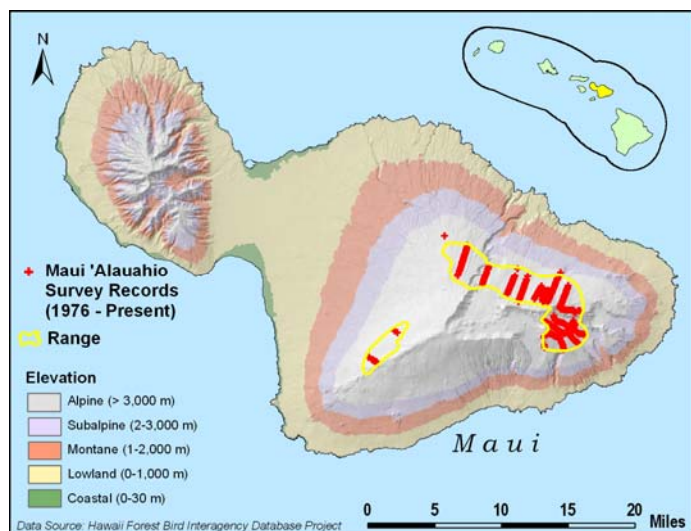 N
Maui 'Alauahio
Survey Records
(1976 - Present)
Range
Elevation
Alpine (> 3,000 m)
Subalpine (2-3,000 m)
Montane (1-2,000 m)
Lowland (0-1,000 m)
Coastal (0-30 m)
Maui
0 5 10 15 20
Miles
Data Source: Hawaii Forest Bird Interagency Database Project